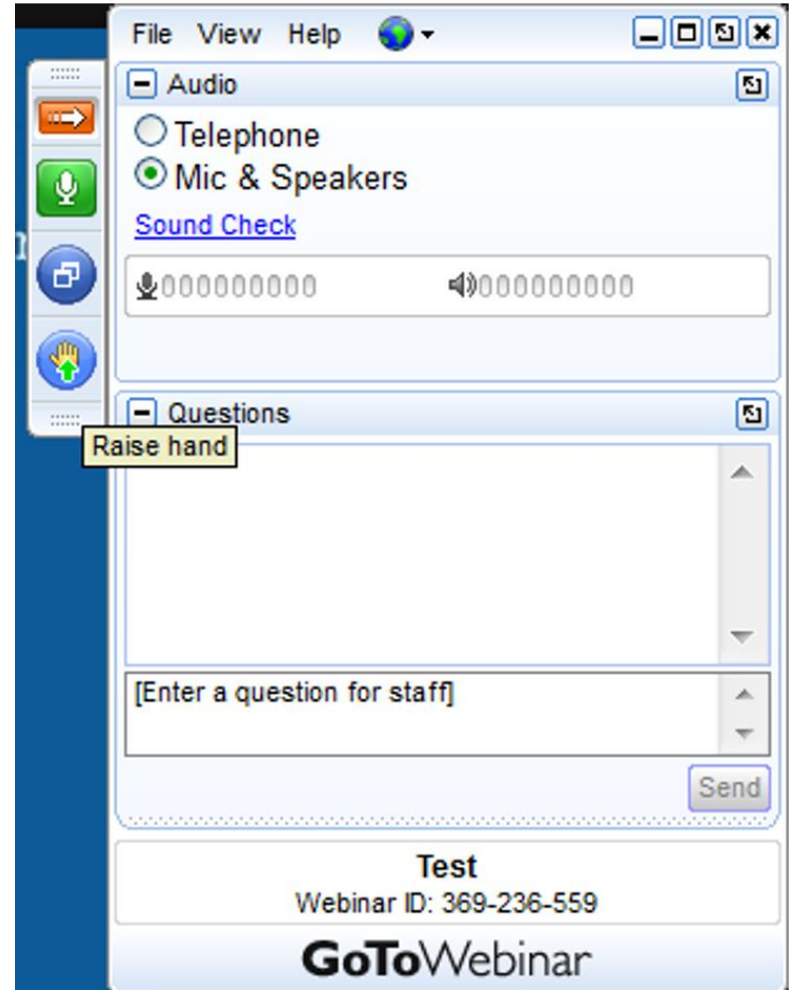 File View Help
Audio
Telephone
Mic & Speakers
Sound Check
000000000 000000000
Questions
Raise hand
[Enter a question for staff]
Send
Test
Webinar ID: 369-236-559
GoToWebinar